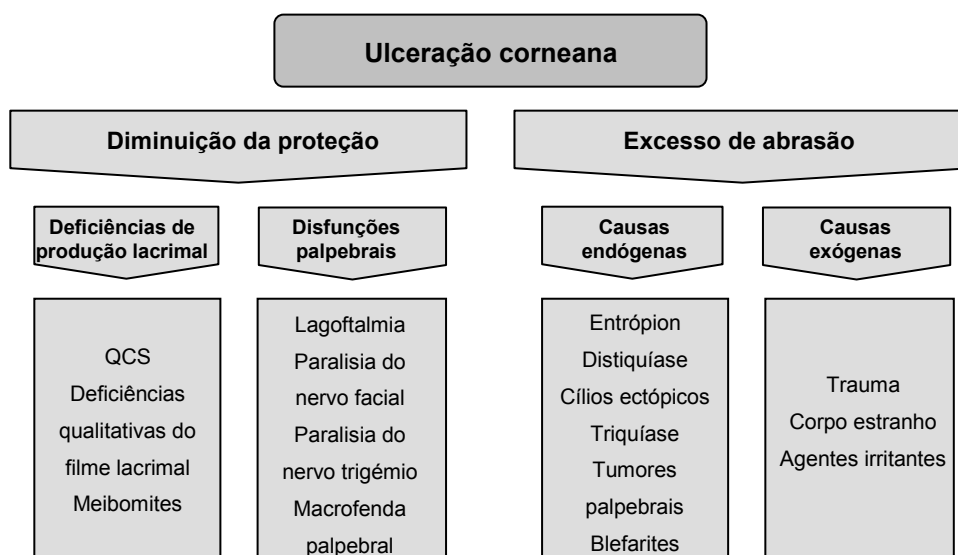 Ulceração corneana
Diminuição da proteção
Excesso de abrasão
Deficiências de
produção lacrimal
Disfunções
palpebrais
Causas
endógenas
Causas
exógenas
QCS
Deficiências
qualitativas do
filme lacrimal
Meibomites
Lagoftalmia
Paralisia do
nervo facial
Paralisia do
nervo trigémio
Macrofenda
palpebral
Entrópion
Distiquíase
Cílios ectópicos
Triquíase
Tumores
palpebrais
Blefarites
Trauma
Corpo estranho
Agentes irritantes